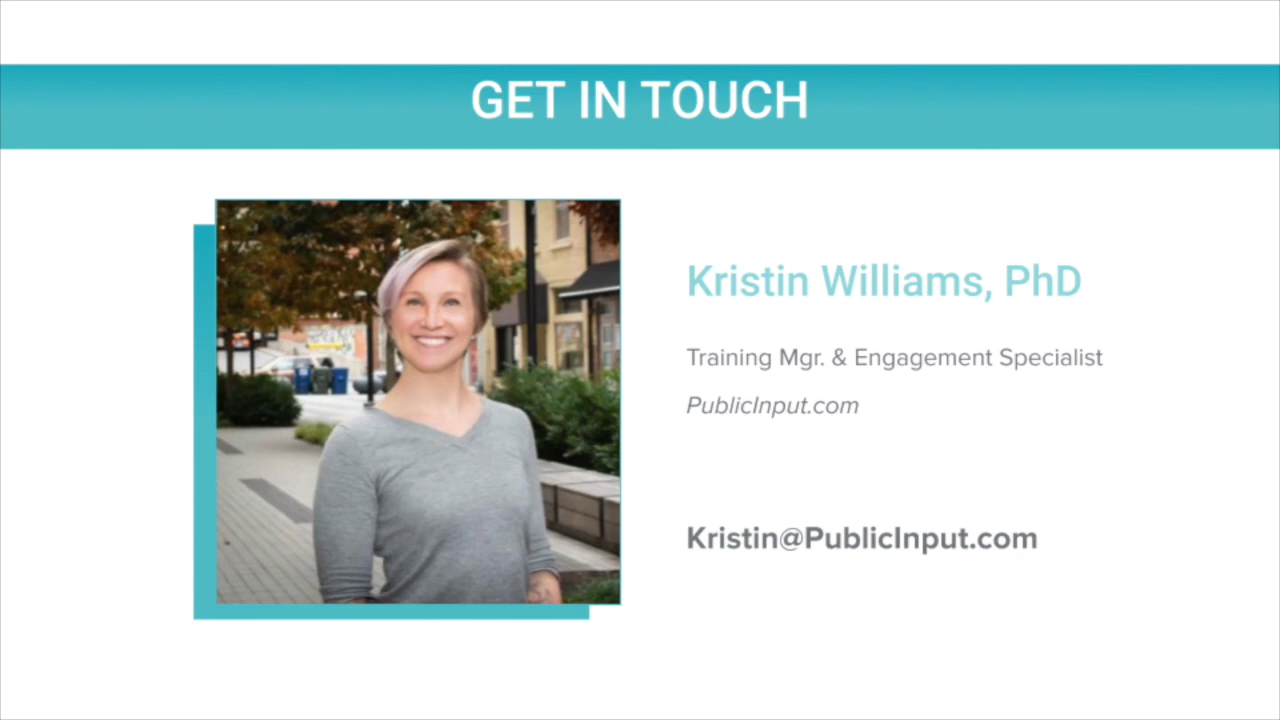 GET IN TOUCH
Kristin Williams, PhD
Training Mgr. & Engagement Specialist
PublicInput.com
Kristin@PublicInput.com